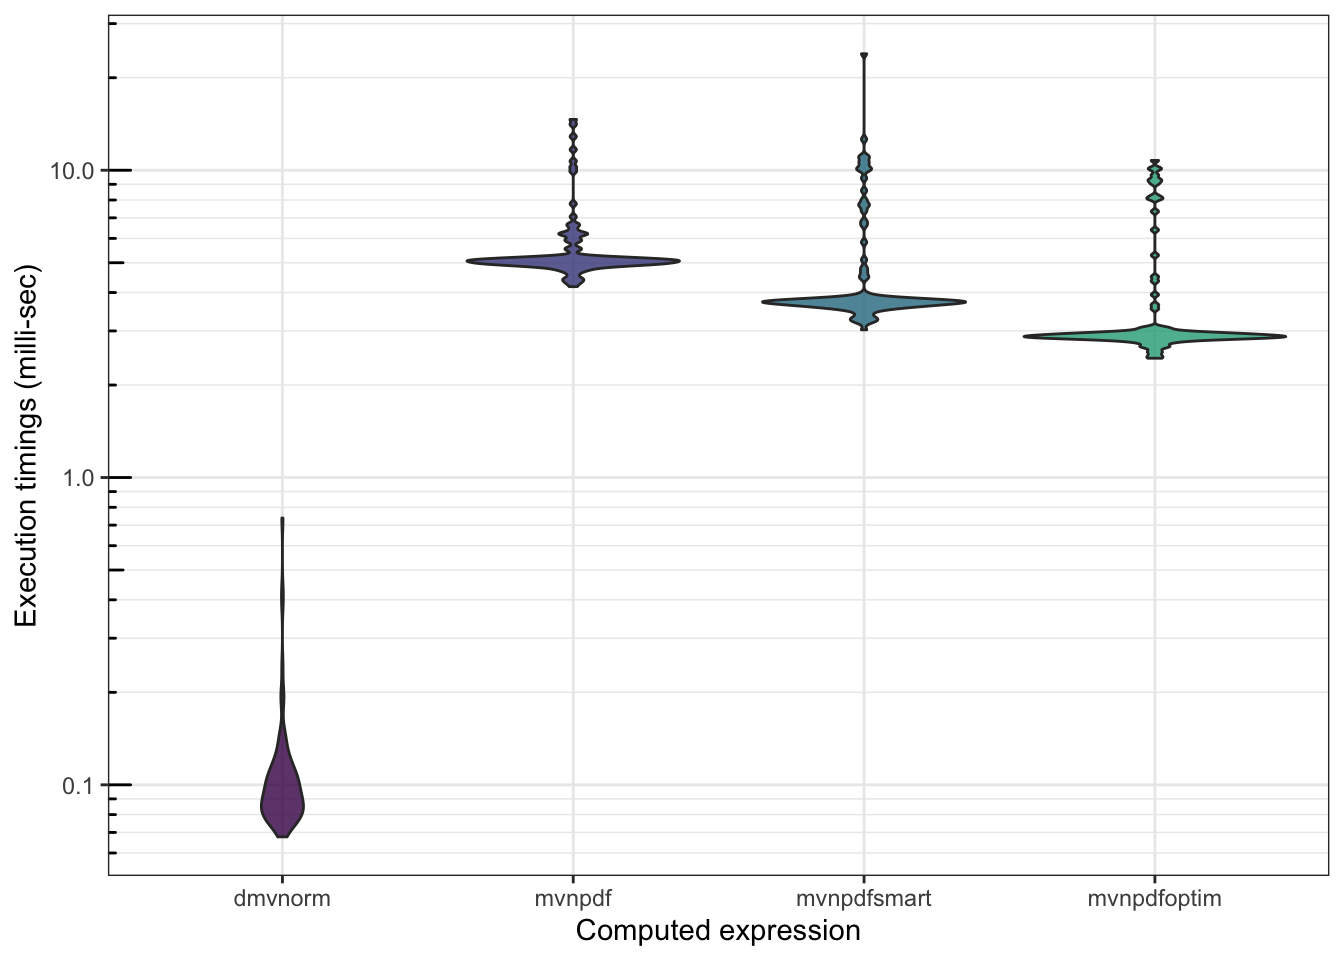 Execution timings (milli-sec)
10.0
1.0
0.1
dmvnorm
mvnpdf
mvnpdfsmart
mvnpdfoptim
Computed expression